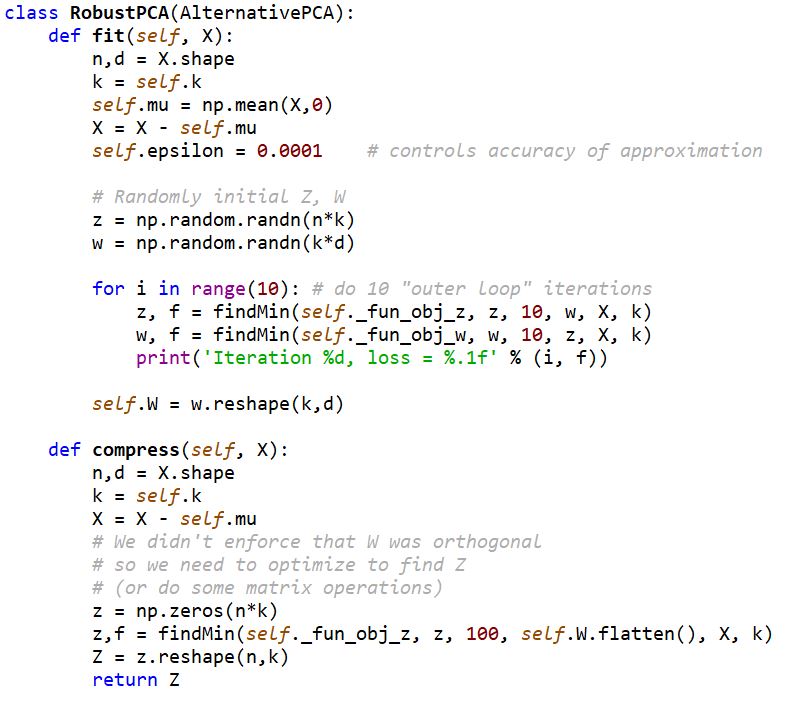 class RobustPCA(AlternativePCA):
    def fit(self, X):
        n,d = X.shape
        k = self.k
        self.mu = np.mean(X,0)
        X = X - self.mu
        self.epsilon = 0.0001    # controls accuracy of approximation

        # Randomly initial Z, W
        z = np.random.randn(n*k)
        w = np.random.randn(k*d)

        for i in range(10): # do 10 "outer loop" iterations
            z, f = findMin(self._fun_obj_z, z, 10, w, X, k)
            w, f = findMin(self._fun_obj_w, w, 10, z, X, k)
            print('Iteration %d, loss = %.1f' % (i, f))

        self.W = w.reshape(k,d)

    def compress(self, X):
        n,d = X.shape
        k = self.k
        X = X - self.mu
        # We didn't enforce that W was orthogonal
        # so we need to optimize to find Z
        # (or do some matrix operations)
        z = np.zeros(n*k)
        z,f = findMin(self._fun_obj_z, z, 100, self.W.flatten(), X, k)
        Z = z.reshape(n,k)
        return Z